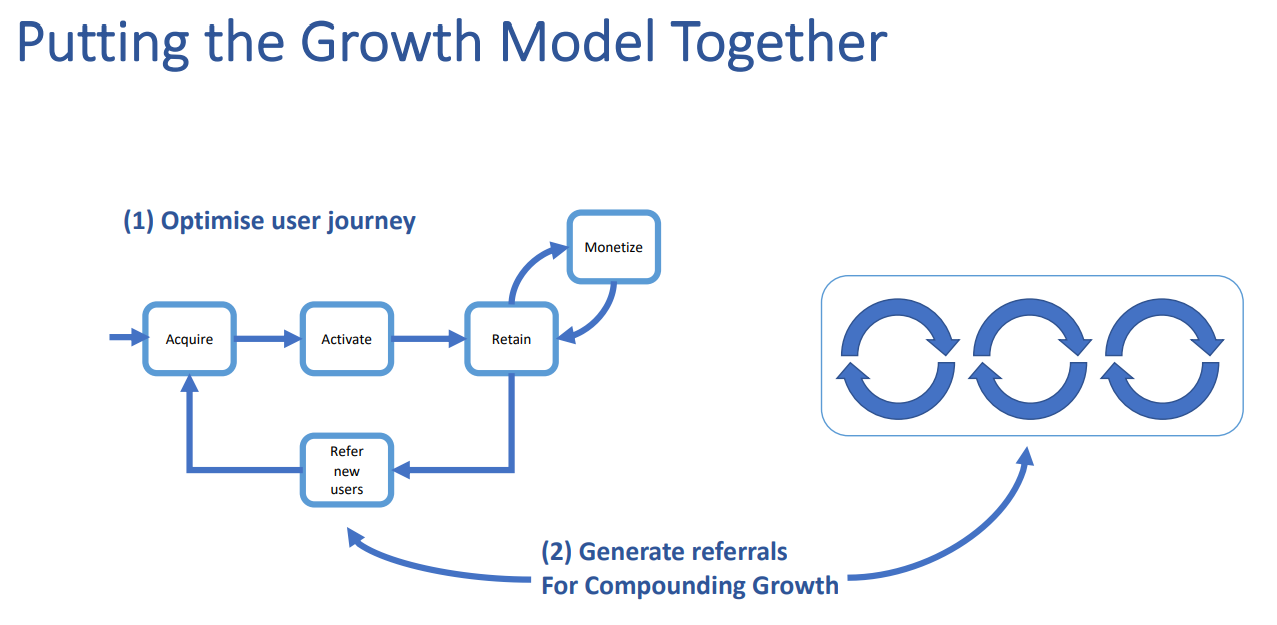 Putting the Growth Model Together
(1) Optimise user journey
Monetize
Acquire
Activate
Retain
Refer
new
users
(2) Generate referrals
For Compounding Growth